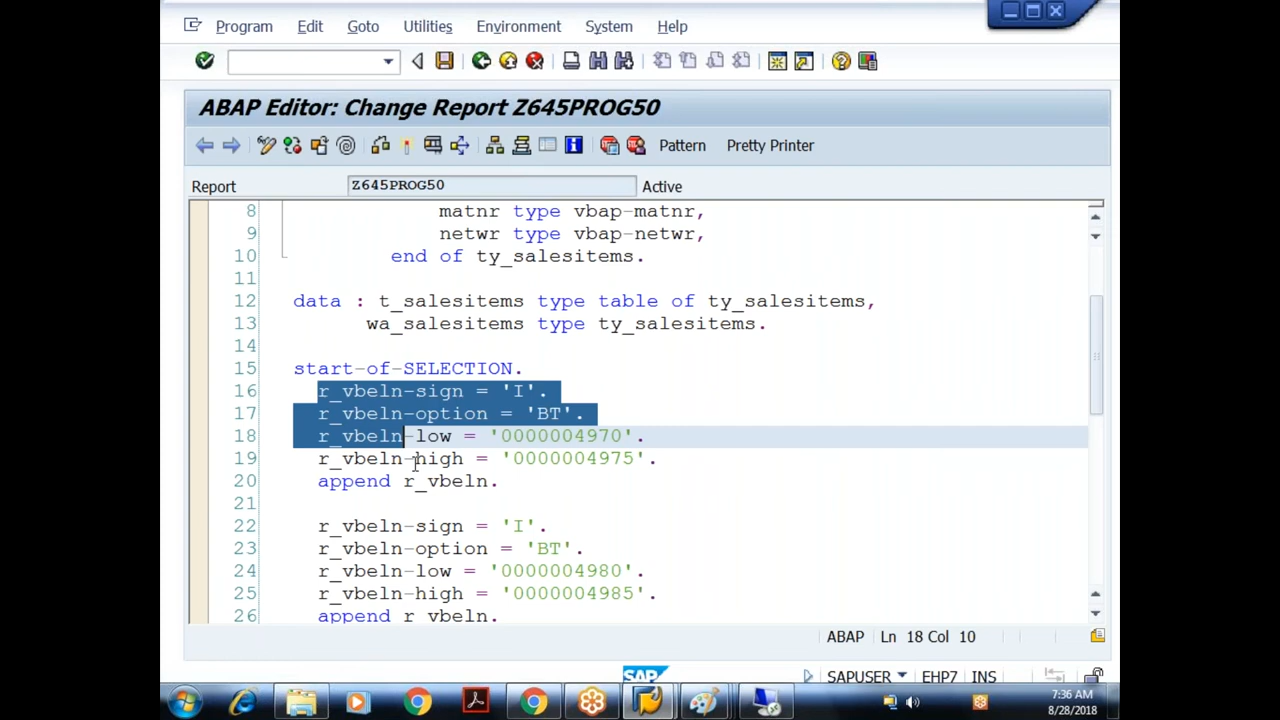 Program Edit Goto Utilities Environment System Help
ABAP Editor: Change Report Z645PROG50
Pattern Pretty Printer
Report Z645PROG50 Active
8 matnr type vbap-matnr,
9 netwr type vbap-netwr,
10 end of ty_salesitems.
11
12 data : t_salesitems type table of ty_salesitems,
13 wa_salesitems type ty_salesitems.
14
15 start-of-SELECTION.
16 r_vbeln-sign = 'I'.
17 r_vbeln-option = 'BT'.
18 r_vbeln-low = '0000004970'.
19 r_vbeln-high = '0000004975'.
20 append r_vbeln.
21
22 r_vbeln-sign = 'I'.
23 r_vbeln-option = 'BT'.
24 r_vbeln-low = '0000004980'.
25 r_vbeln-high = '0000004985'.
26 append r_vbeln.
ABAP Ln 18 Col 10
SAP SAPUSER EHP7 INS
7:36 AM
8/28/2018